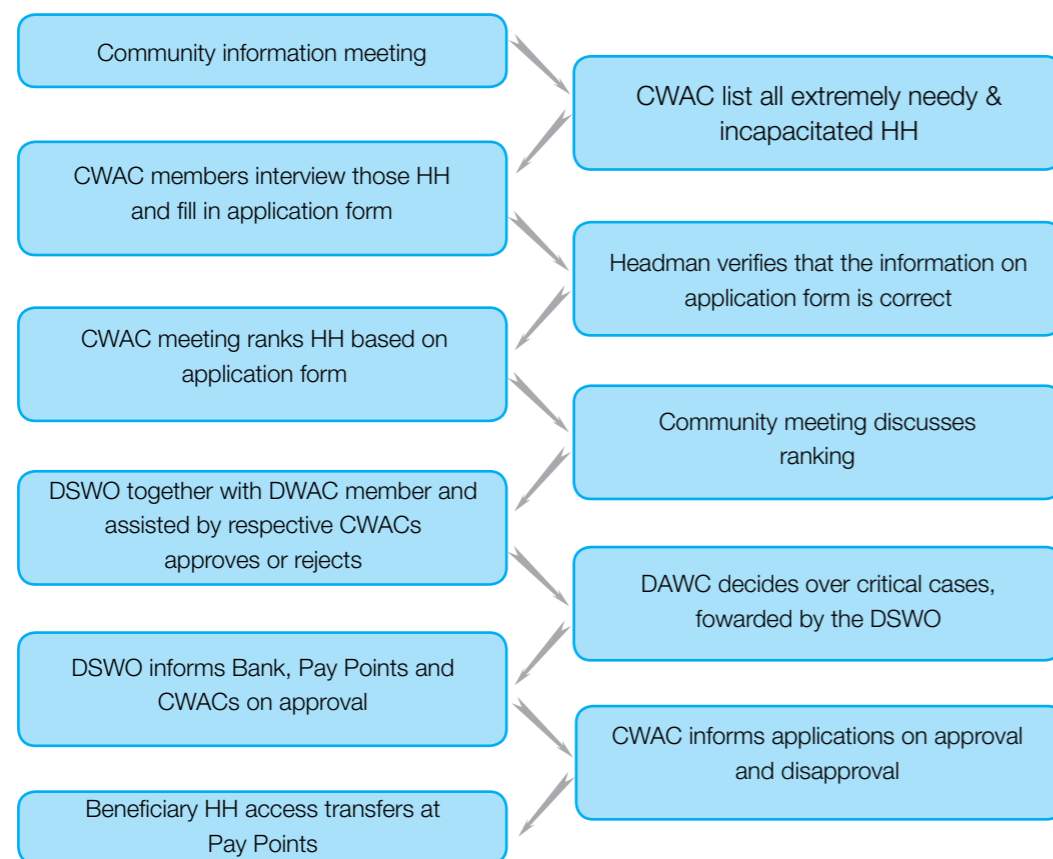 Community information meeting
CWAC list all extremely needy &
incapacitated HH
CWAC members interview those HH
and fill in application form
Headman verifies that the information on
application form is correct
CWAC meeting ranks HH based on
application form
Community meeting discusses
ranking
DSWO together with DWAC member and
assisted by respective CWACs
approves or rejects
DAWC decides over critical cases,
fowarded by the DSWO
DSWO informs Bank, Pay Points and
CWACs on approval
CWAC informs applications on approval
and disapproval
Beneficiary HH access transfers at
Pay Points